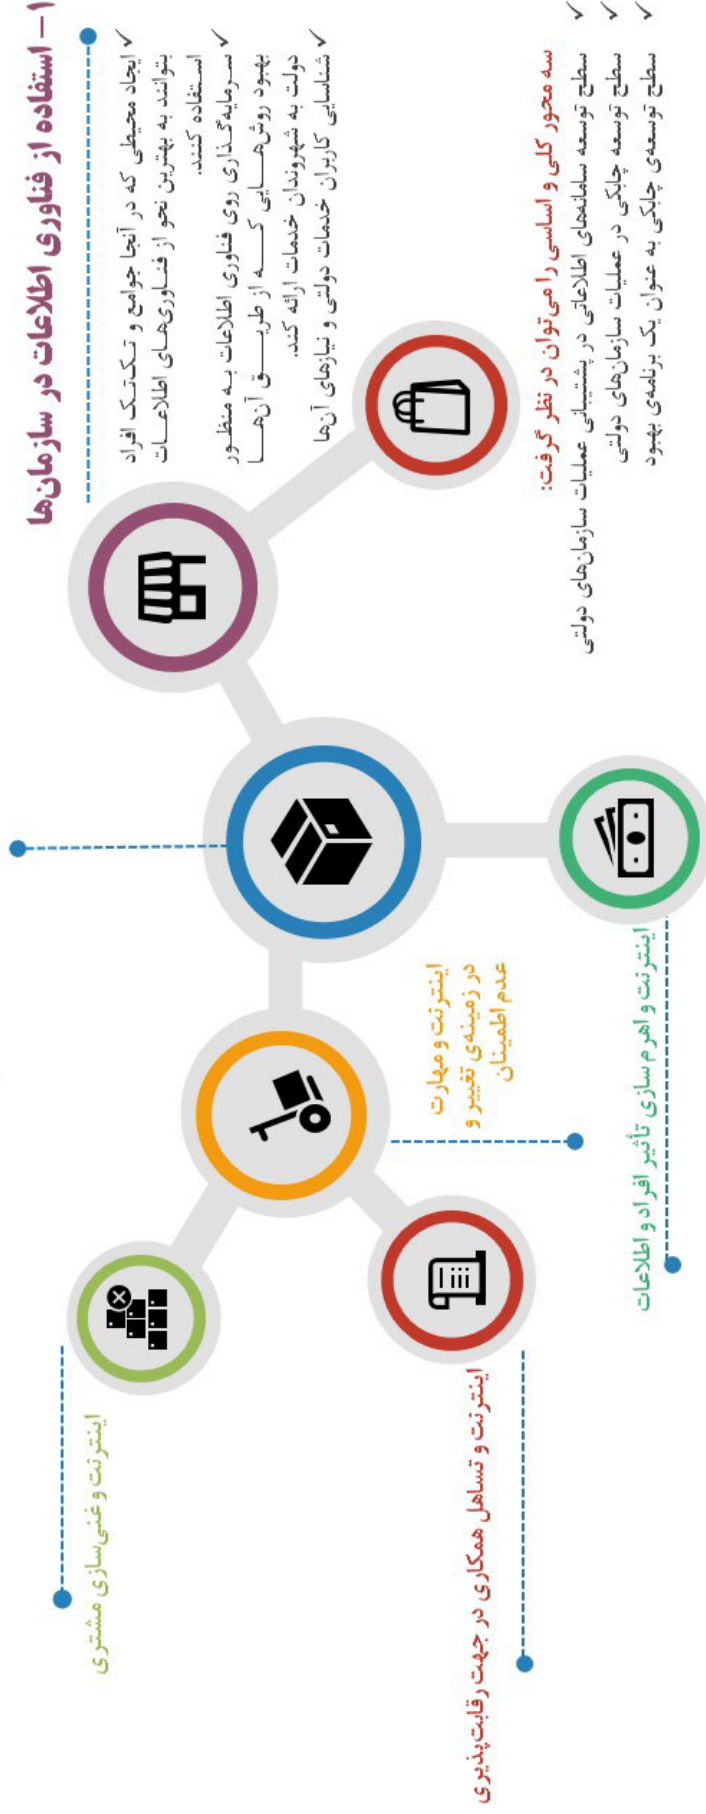 ۱ – استفاده از فناوری اطلاعات در سازمان‌ها
✓ ایجاد محیطی که در آنجا جوامع و تک‌تک افراد
بتوانند به بهترین نحو از فناوری‌های اطلاعات
استفاده کنند.
✓ سرمایه‌گذاری روی فناوری اطلاعات به منظور
بهبود روش‌هایی که از طریق آن‌ها
دولت به شهروندان خدمات ارائه کند.
✓ شناسایی کاربران خدمات دولتی و نیازهای آن‌ها
سه محور کلی و اساسی را می‌توان در نظر گرفت:
✓ سطح توسعه سامانه‌های اطلاعاتی در پشتیبانی عملیات سازمان‌های دولتی
✓ سطح توسعه چابکی در عملیات سازمان‌های دولتی
✓ سطح توسعه‌ی چابکی به عنوان یک برنامه‌ی بهبود
اینترنت و مهارت
در زمینه‌ی تغییر و
عدم اطمینان
اینترنت و اهرم سازی تأثیر افراد و اطلاعات
اینترنت و غنی‌سازی مشتری
اینترنت و تساهل همکاری در جهت رقابت‌پذیری